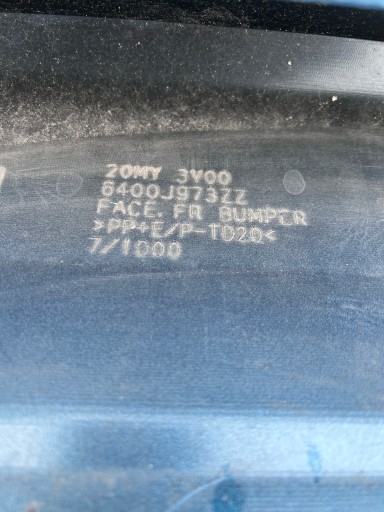 20MY 3V00
6400J973ZZ
FACE, FR BUMPER
>PP+E/P-TD20<
7/1000